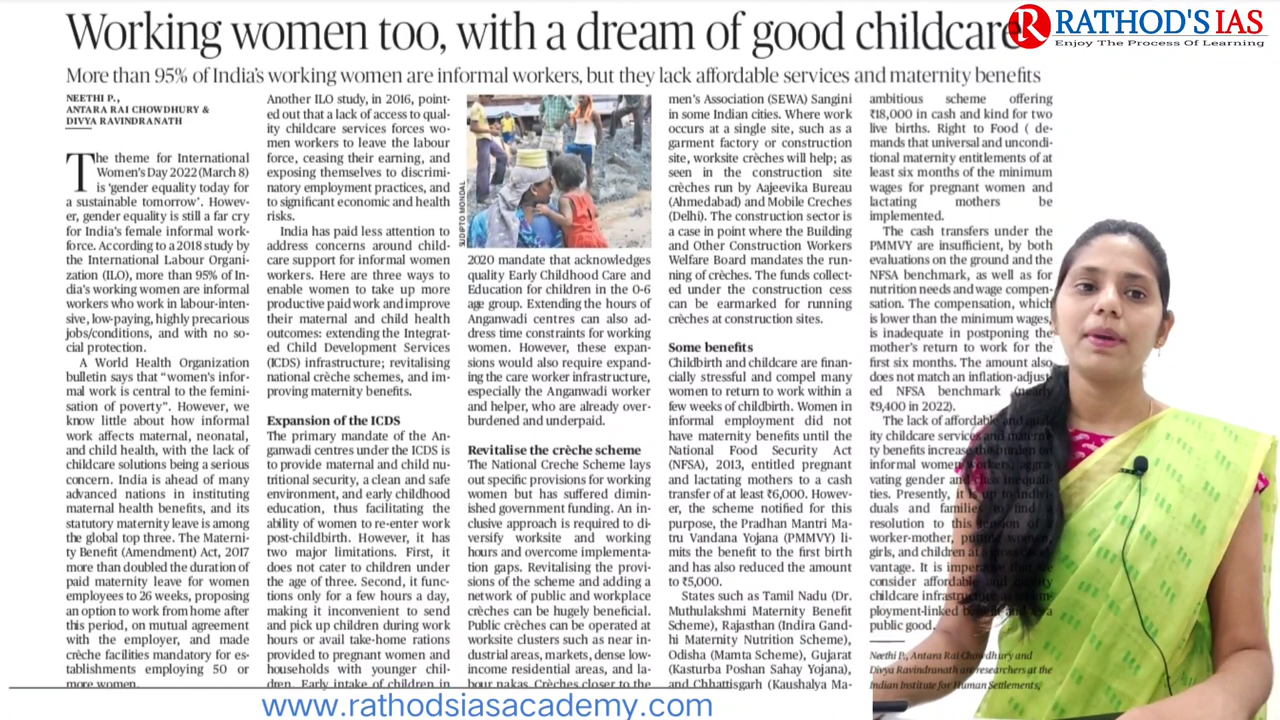 Working women too, with a dream of good childcare
RATHOD'S IAS
Enjoy The Process Of Learning
More than 95% of India's working women are informal workers, but they lack affordable services and maternity benefits
NEETHI P.,
ANTARA RAI CHOWDHURY &
DIVYA RAVINDRANATH
The theme for International
Women's Day 2022 (March 8)
is 'gender equality today for
a sustainable tomorrow'. Howev-
er, gender equality is still a far cry
for India's female informal work-
force. According to a 2018 study by
the International Labour Organi-
zation (ILO), more than 95% of In-
dia's working women are informal
workers who work in labour-inten-
sive, low-paying, highly precarious
jobs/conditions, and with no so-
cial protection.
A World Health Organization
bulletin says that "women's infor-
mal work is central to the femini-
sation of poverty". However, we
know little about how informal
work affects maternal, neonatal,
and child health, with the lack of
childcare solutions being a serious
concern. India is ahead of many
advanced nations in instituting
maternal health benefits, and its
statutory maternity leave is among
the global top three. The Materni-
ty Benefit (Amendment) Act, 2017
more than doubled the duration of
paid maternity leave for women
employees to 26 weeks, proposing
an option to work from home after
this period, on mutual agreement
with the employer, and made
crèche facilities mandatory for es-
tablishments employing 50 or
more women.
Another ILO study, in 2016, point-
ed out that a lack of access to qual-
ity childcare services forces wo-
men workers to leave the labour
force, ceasing their earning, and
exposing themselves to discrimi-
natory employment practices, and
to significant economic and health
risks.
India has paid less attention to
address concerns around child-
care support for informal women
workers. Here are three ways to
enable women to take up more
productive paid work and improve
their maternal and child health
outcomes: extending the Integrat-
ed Child Development Services
(ICDS) infrastructure; revitalising
national crèche schemes, and im-
proving maternity benefits.
Expansion of the ICDS
The primary mandate of the An-
ganwadi centres under the ICDS is
to provide maternal and child nu-
tritional security, a clean and safe
environment, and early childhood
education, thus facilitating the
ability of women to re-enter work
post-childbirth. However, it has
two major limitations. First, it
does not cater to children under
the age of three. Second, it func-
tions only for a few hours a day,
making it inconvenient to send
and pick up children during work
hours or avail take-home rations
provided to pregnant women and
households with younger chil-
dren. Early intake of children in
SUDIPTO MONDAL
2020 mandate that acknowledges
quality Early Childhood Care and
Education for children in the 0-6
age group. Extending the hours of
Anganwadi centres can also ad-
dress time constraints for working
women. However, these expan-
sions would also require expand-
ing the care worker infrastructure,
especially the Anganwadi worker
and helper, who are already over-
burdened and underpaid.
Revitalise the crèche scheme
The National Creche Scheme lays
out specific provisions for working
women but has suffered dimin-
ished government funding. An in-
clusive approach is required to di-
versify worksite and working
hours and overcome implementa-
tion gaps. Revitalising the provi-
sions of the scheme and adding a
network of public and workplace
crèches can be hugely beneficial.
Public crèches can be operated at
worksite clusters such as near in-
dustrial areas, markets, dense low-
income residential areas, and la-
bour nakas. Crèches closer to the
men's Association (SEWA) Sangini
in some Indian cities. Where work
occurs at a single site, such as a
garment factory or construction
site, worksite crèches will help; as
seen in the construction site
crèches run by Aajeevika Bureau
(Ahmedabad) and Mobile Creches
(Delhi). The construction sector is
a case in point where the Building
and Other Construction Workers
Welfare Board mandates the run-
ning of crèches. The funds collect-
ed under the construction cess
can be earmarked for running
crèches at construction sites.
Some benefits
Childbirth and childcare are finan-
cially stressful and compel many
women to return to work within a
few weeks of childbirth. Women in
informal employment did not
have maternity benefits until the
National Food Security Act
(NFSA), 2013, entitled pregnant
and lactating mothers to a cash
transfer of at least ₹6,000. Howev-
er, the scheme notified for this
purpose, the Pradhan Mantri Ma-
tru Vandana Yojana (PMMVY) li-
mits the benefit to the first birth
and has also reduced the amount
to ₹5,000.
States such as Tamil Nadu (Dr.
Muthulakshmi Maternity Benefit
Scheme), Rajasthan (Indira Gand-
hi Maternity Nutrition Scheme),
Odisha (Mamta Scheme), Gujarat
(Kasturba Poshan Sahay Yojana),
and Chhattisgarh (Kaushalya Ma-
ambitious scheme offering
₹18,000 in cash and kind for two
live births. Right to Food ( de-
mands that universal and uncondi-
tional maternity entitlements of at
least six months of the minimum
wages for pregnant women and
lactating mothers be
implemented.
The cash transfers under the
PMMVY are insufficient, by both
evaluations on the ground and the
NFSA benchmark, as well as for
nutrition needs and wage compen-
sation. The compensation, which
is lower than the minimum wages,
is inadequate in postponing the
mother's return to work for the
first six months. The amount also
does not match an inflation-adjust-
ed NFSA benchmark (nearly
₹9,400 in 2022).
The lack of affordable and qual-
ity childcare services and materni-
ty benefits increase the burden on
informal women workers, aggra-
vating gender and class inequali-
ties. Presently, it is up to indivi-
duals and families to find a
resolution to this tension of a
worker-mother, putting women,
girls, and children at a
vantage. It is imperative that we
consider affordable and quality
childcare infrastructure as
ployment-linked benefit and as a
public good.
Neethi P., Antara Rai Chowdhury and
Divya Ravindranath are researchers at the
Indian Institute for Human Settlements,
www.rathodsiasacademy.com